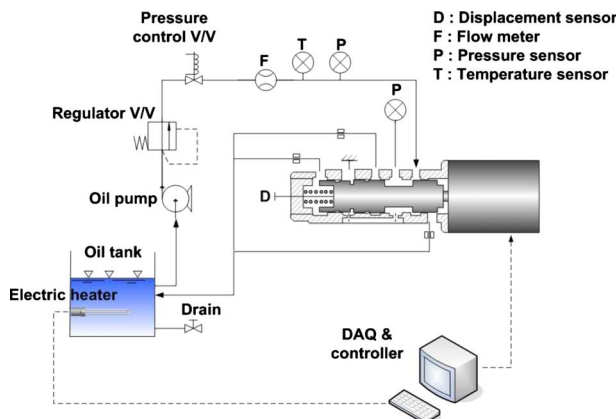 Pressure
control V/V
D : Displacement sensor
F : Flow meter
P : Pressure sensor
T : Temperature sensor
F
T
P
P
Regulator V/V
Oil pump
D
Oil tank
Electric heater
Drain
DAQ &
controller